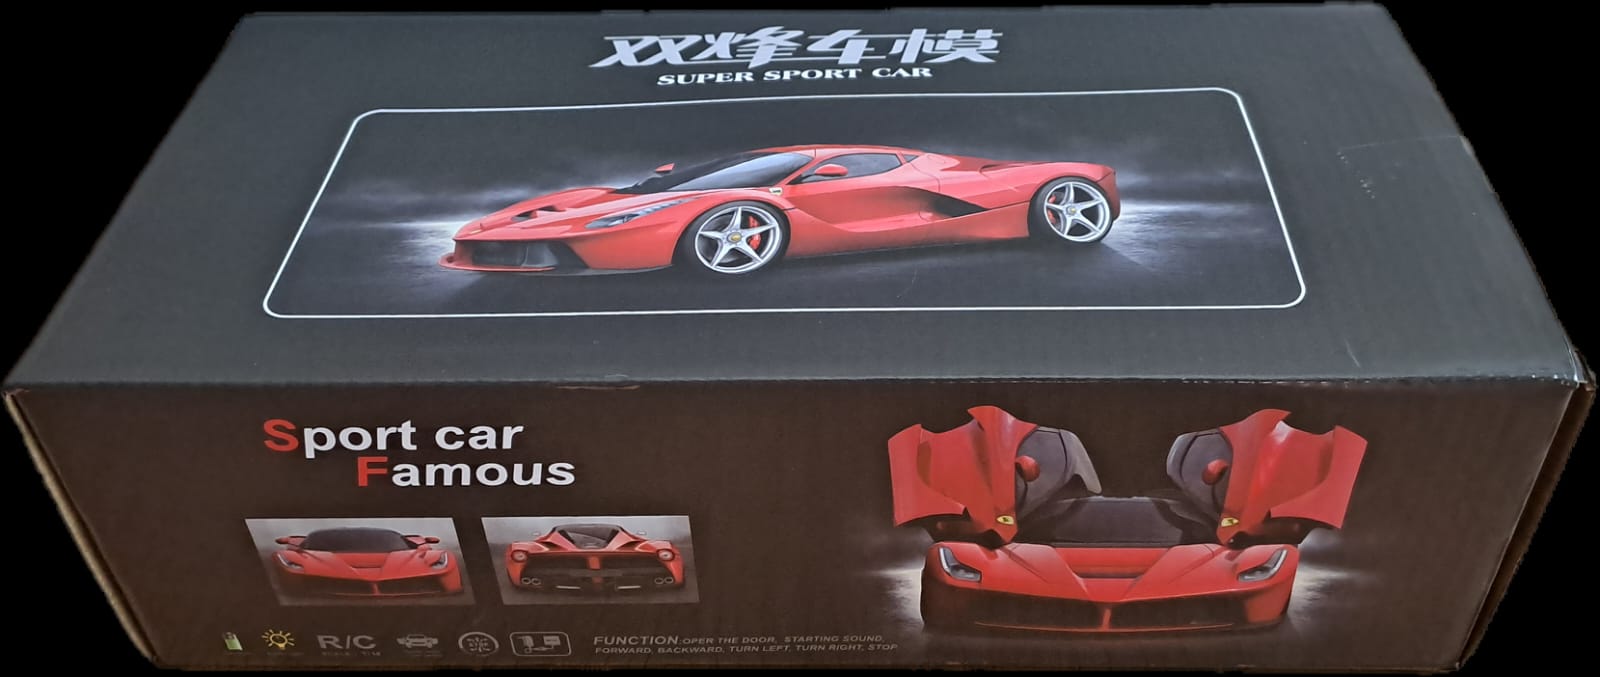 双烽车模
SUPER SPORT CAR
Sport car
Famous
R/C
FUNCTION:OPER THE DOOR, STARTING SOUND,
FORWARD, BACKWARD, TURN LEFT, TURN RIGHT, STOP